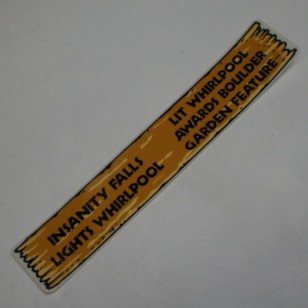 INSANITY FALLS
LIGHTS WHIRLPOOL
LIT WHIRLPOOL
AWARDS BOULDER
GARDEN FEATURE